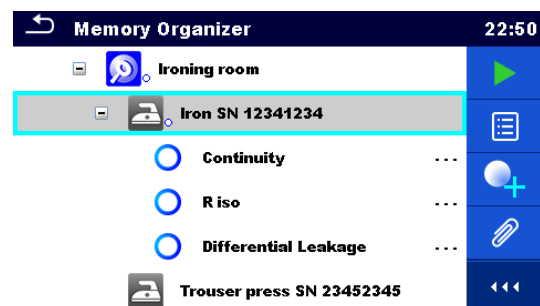 Memory Organizer 22:50
Ironing room
Iron SN 12341234
Continuity ---
R iso ---
Differential Leakage ---
Trouser press SN 23452345